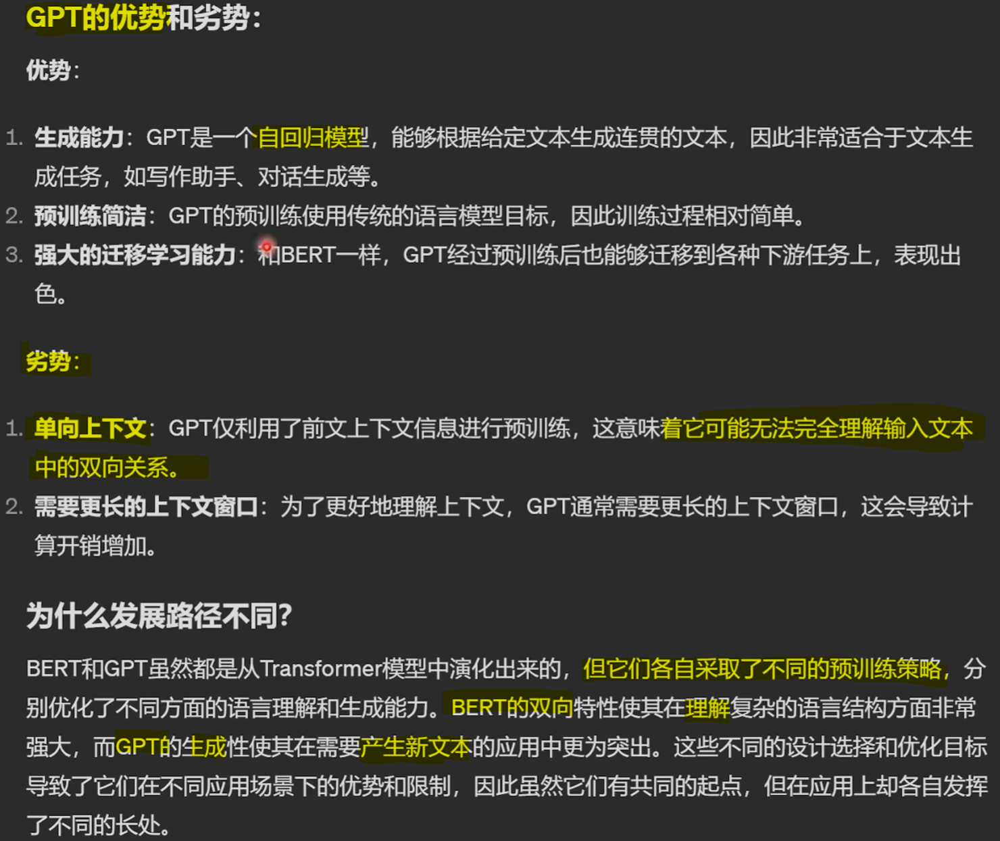 GPT的优势和劣势：
优势：
1. 生成能力：GPT是一个自回归模型，能够根据给定文本生成连贯的文本，因此非常适合于文本生
成任务，如写作助手、对话生成等。
2. 预训练简洁：GPT的预训练使用传统的语言模型目标，因此训练过程相对简单。
3. 强大的迁移学习能力：和BERT一样，GPT经过预训练后也能够迁移到各种下游任务上，表现出
色。
劣势：
1. 单向上下文：GPT仅利用了前文上下文信息进行预训练，这意味着它可能无法完全理解输入文本
中的双向关系。
2. 需要更长的上下文窗口：为了更好地理解上下文，GPT通常需要更长的上下文窗口，这会导致计
算开销增加。
为什么发展路径不同？
BERT和GPT虽然都是从Transformer模型中演化出来的，但它们各自采取了不同的预训练策略，分
别优化了不同方面的语言理解和生成能力。BERT的双向特性使其在理解复杂的语言结构方面非常
强大，而GPT的的生成性使其在需要产生新文本的应用中更为突出。这些不同的设计选择和优化目标
导致了它们在不同应用场景下的优势和限制，因此虽然它们有共同的起点，但在应用上却各自发挥
了不同的长处。